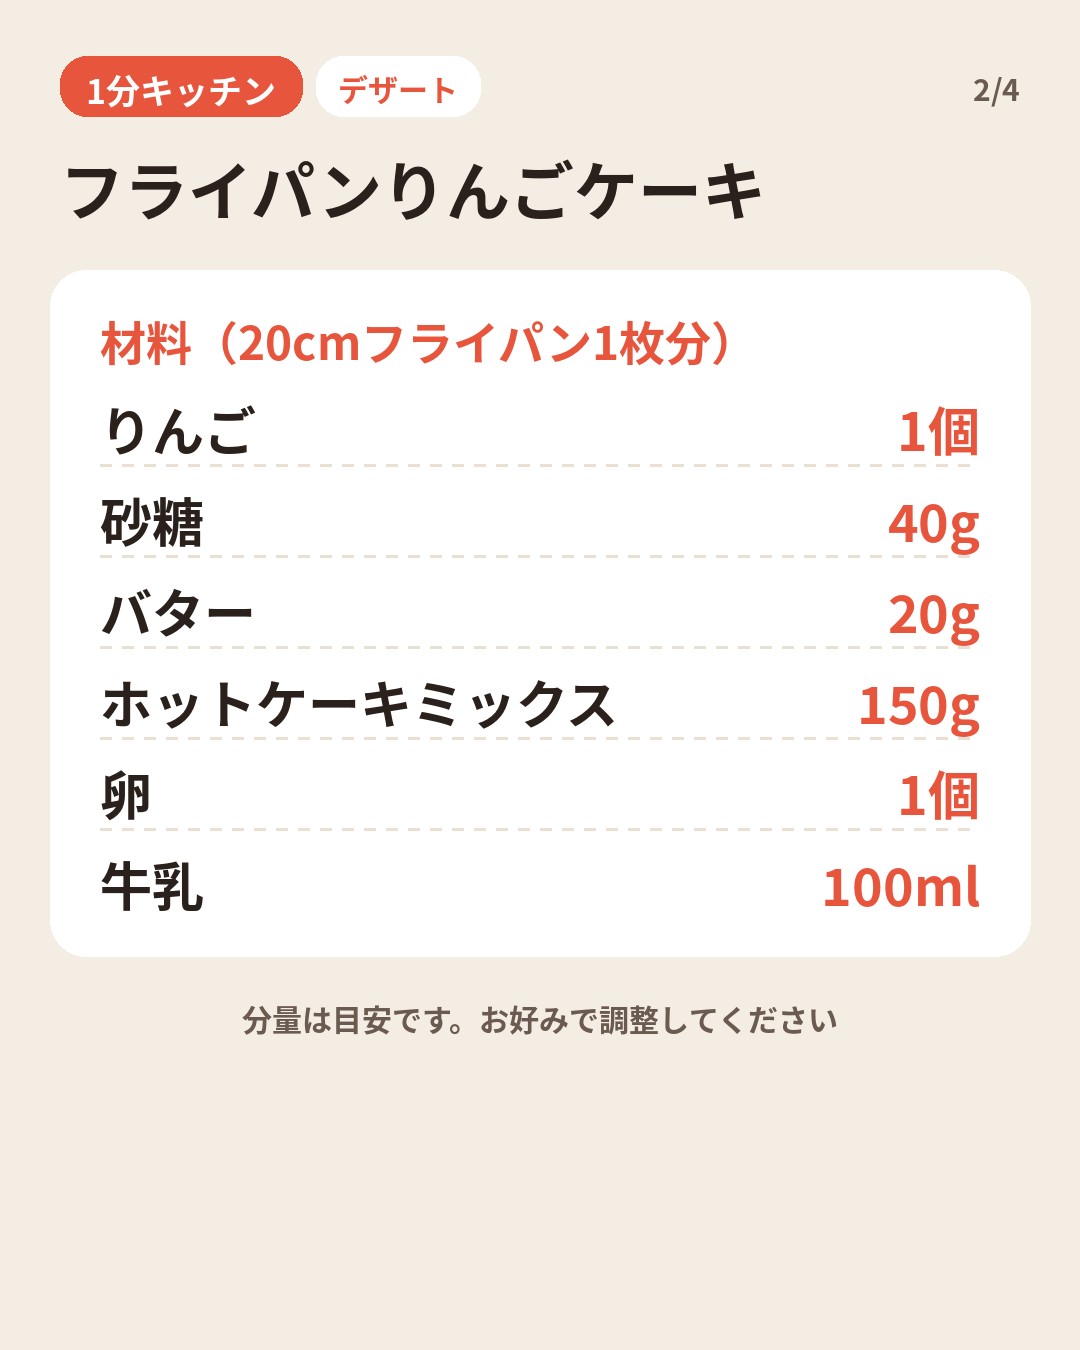 1分キッチン デザート 2/4
フライパンりんごケーキ
材料（20cmフライパン1枚分）
りんご 1個
砂糖 40g
バター 20g
ホットケーキミックス 150g
卵 1個
牛乳 100ml
分量は目安です。お好みで調整してください